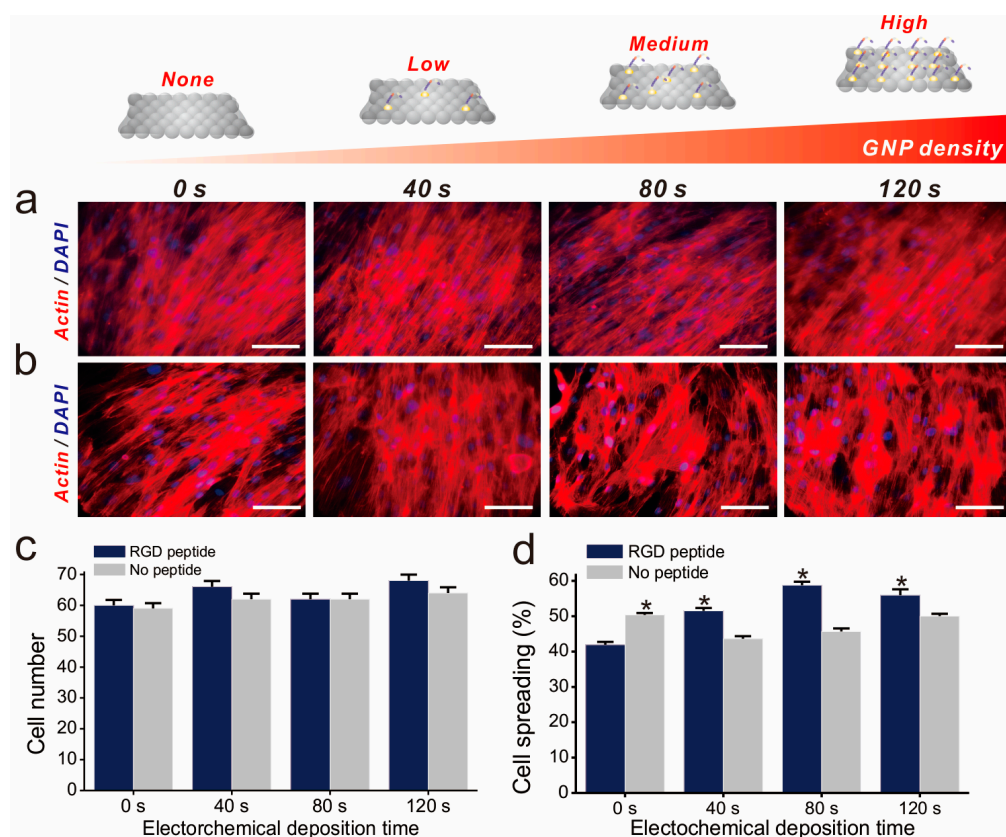 None
Low
Medium
High
GNP density
0 s
40 s
80 s
120 s
a
Actin / DAPI
b
Actin / DAPI
c
RGD peptide
No peptide
70
60
50
40
30
20
10
0
Cell number
0 s
40 s
80 s
120 s
Electorchemical deposition time
d
RGD peptide
No peptide
60
50
40
30
20
10
0
Cell spreading (%)
*
*
*
*
0 s
40 s
80 s
120 s
Electochemical deposition time